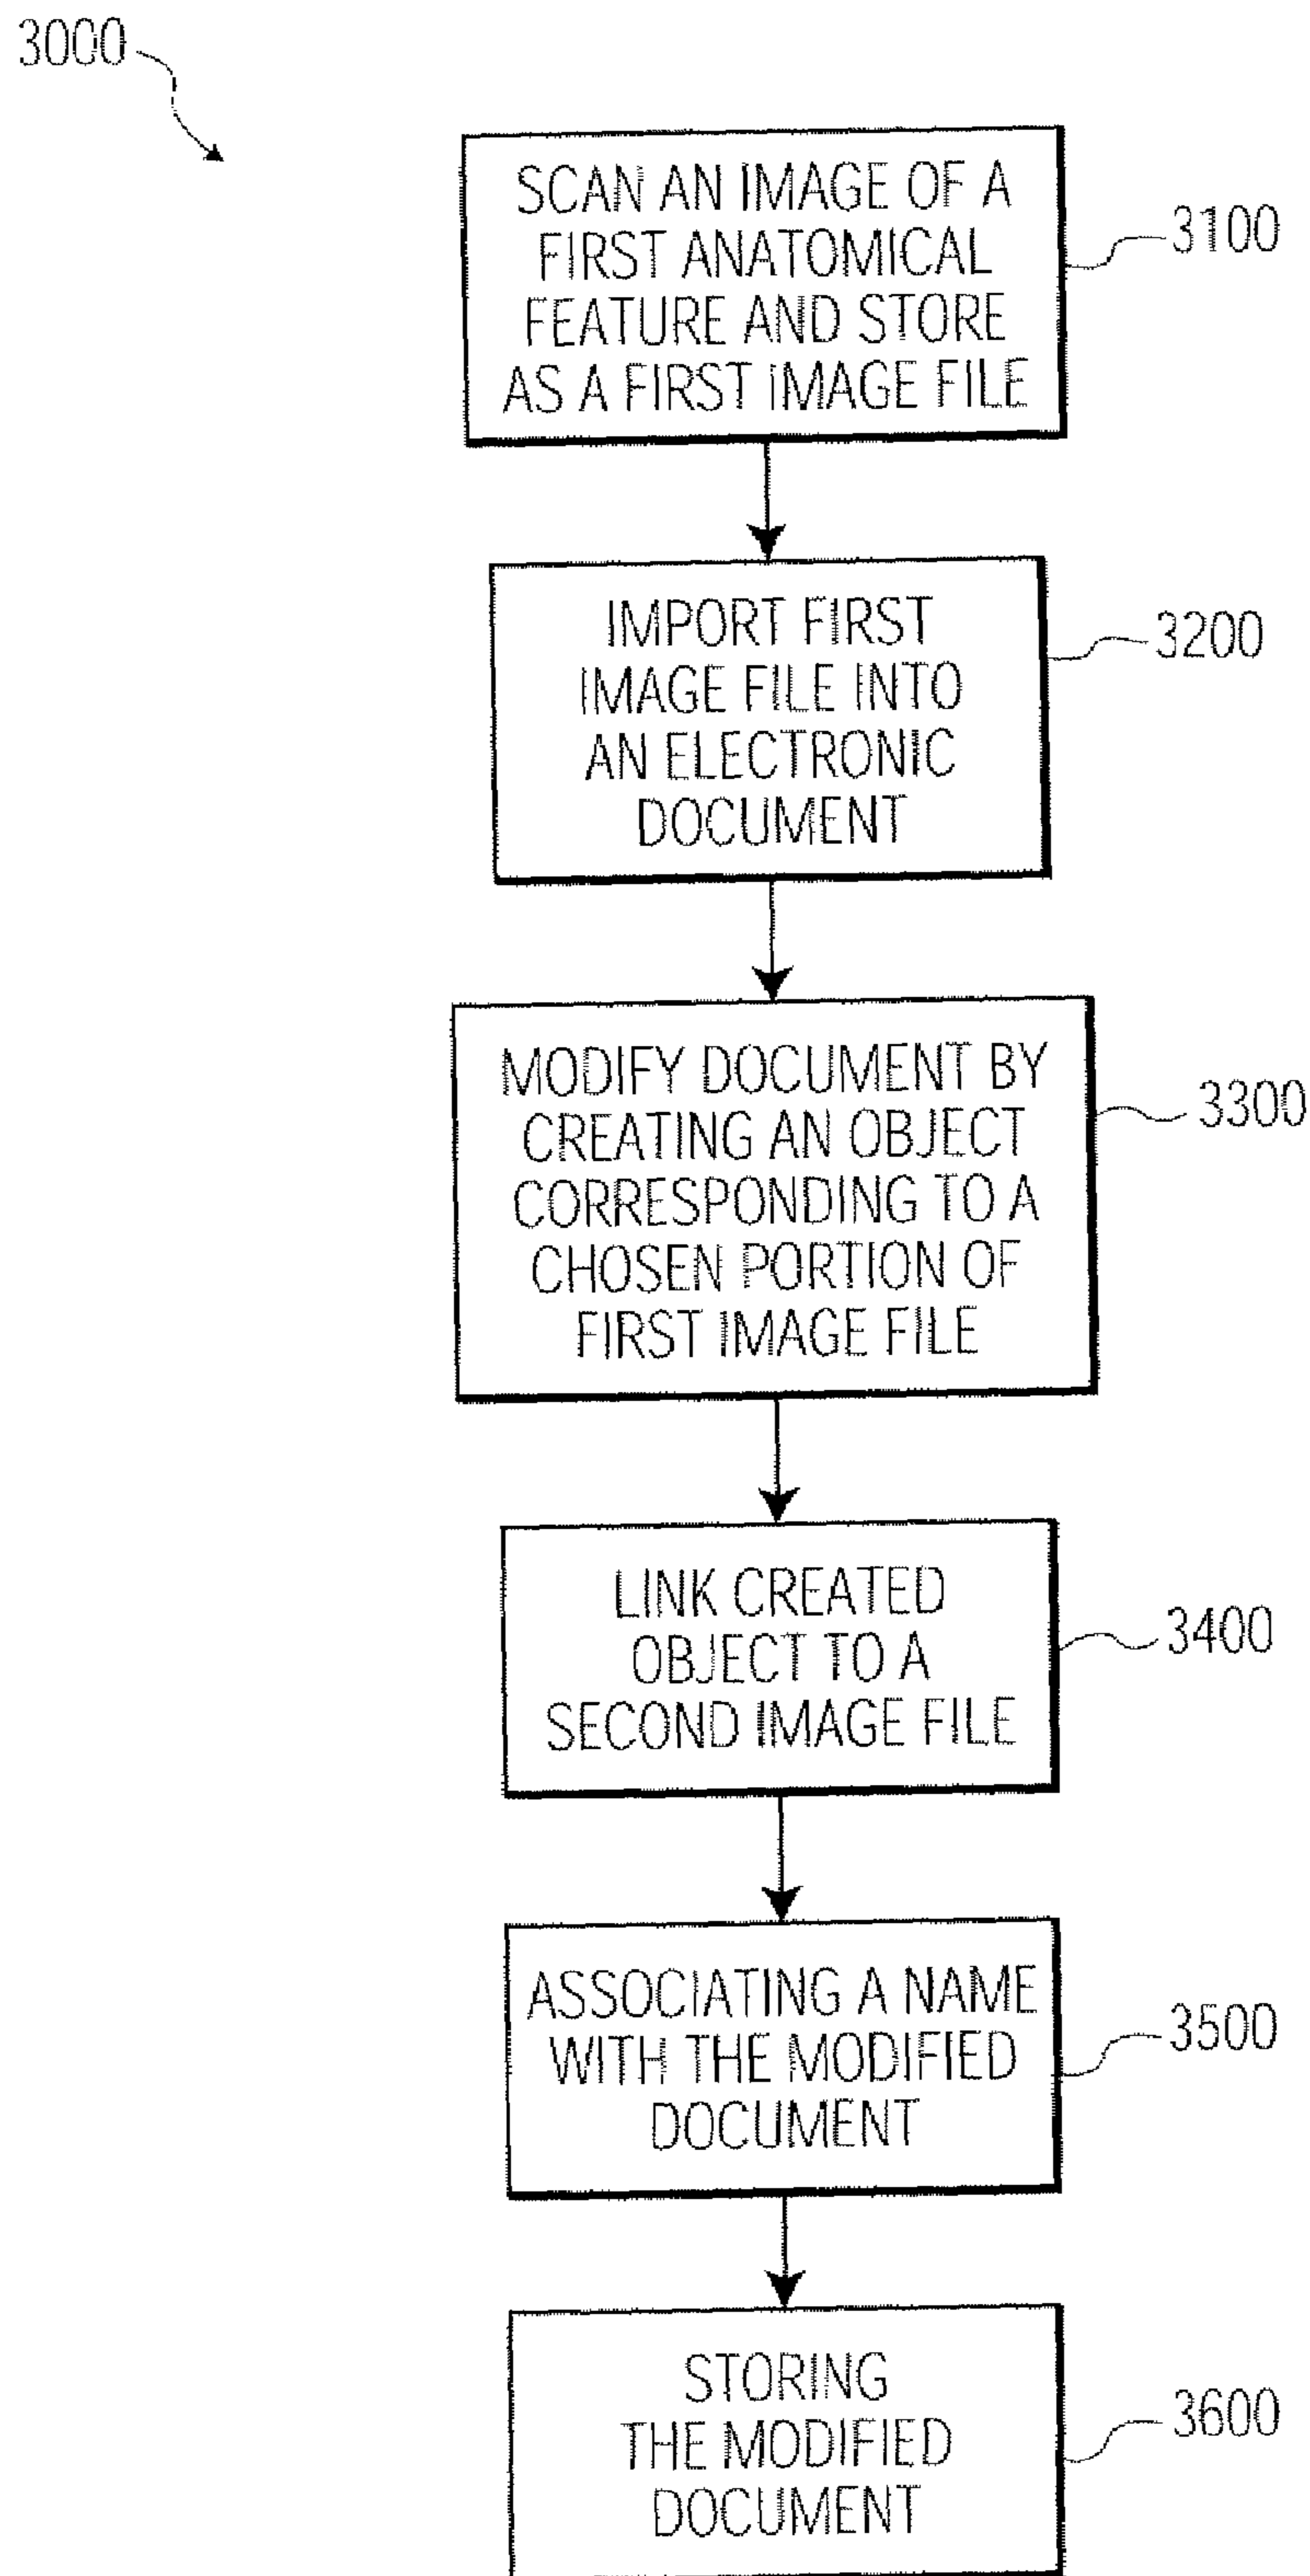 3000
SCAN AN IMAGE OF A
FIRST ANATOMICAL
FEATURE AND STORE
AS A FIRST IMAGE FILE
3100
IMPORT FIRST
IMAGE FILE INTO
AN ELECTRONIC
DOCUMENT
3200
MODIFY DOCUMENT BY
CREATING AN OBJECT
CORRESPONDING TO A
CHOSEN PORTION OF
FIRST IMAGE FILE
3300
LINK CREATED
OBJECT TO A
SECOND IMAGE FILE
3400
ASSOCIATING A NAME
WITH THE MODIFIED
DOCUMENT
3500
STORING
THE MODIFIED
DOCUMENT
3600